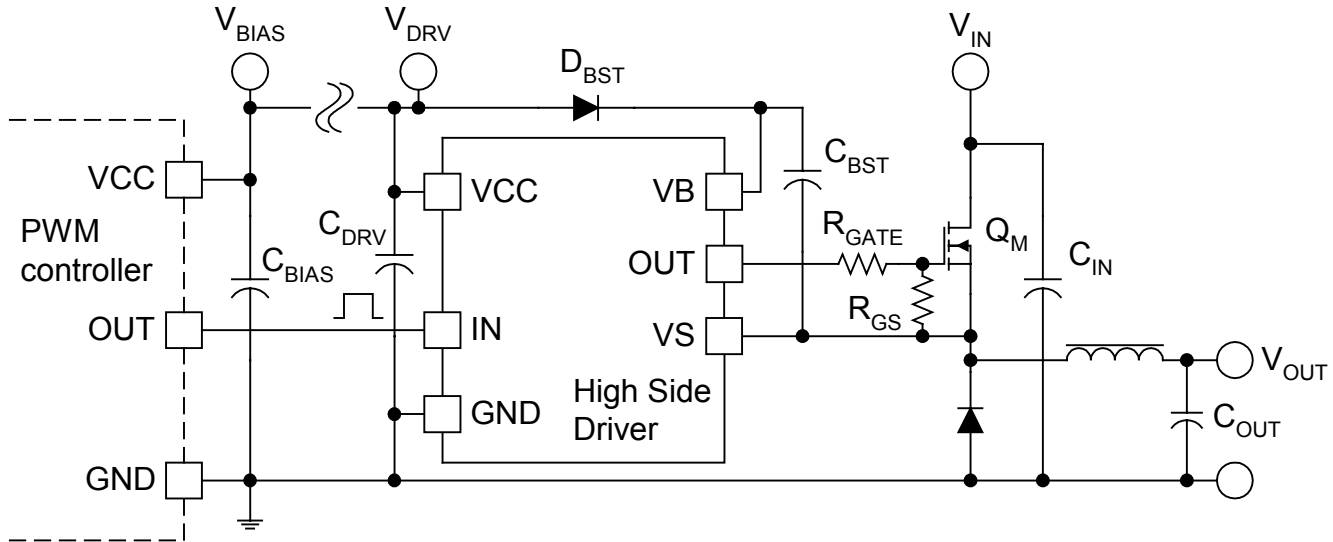 V_BIAS
V_DRV
V_IN
D_BST
VCC
VCC
VB
C_BST
PWM
controller
C_BIAS
C_DRV
OUT
R_GATE
Q_M
C_IN
OUT
IN
VS
R_GS
GND
High Side
Driver
V_OUT
C_OUT
GND